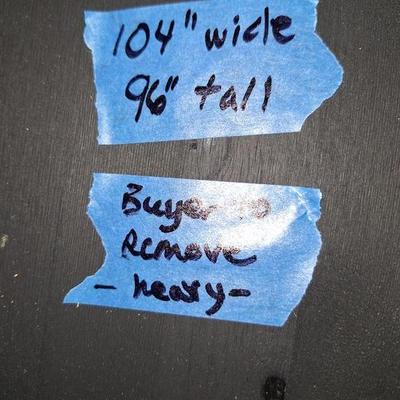 104" wide
96" tall
Buyer to
Remove
- heavy -